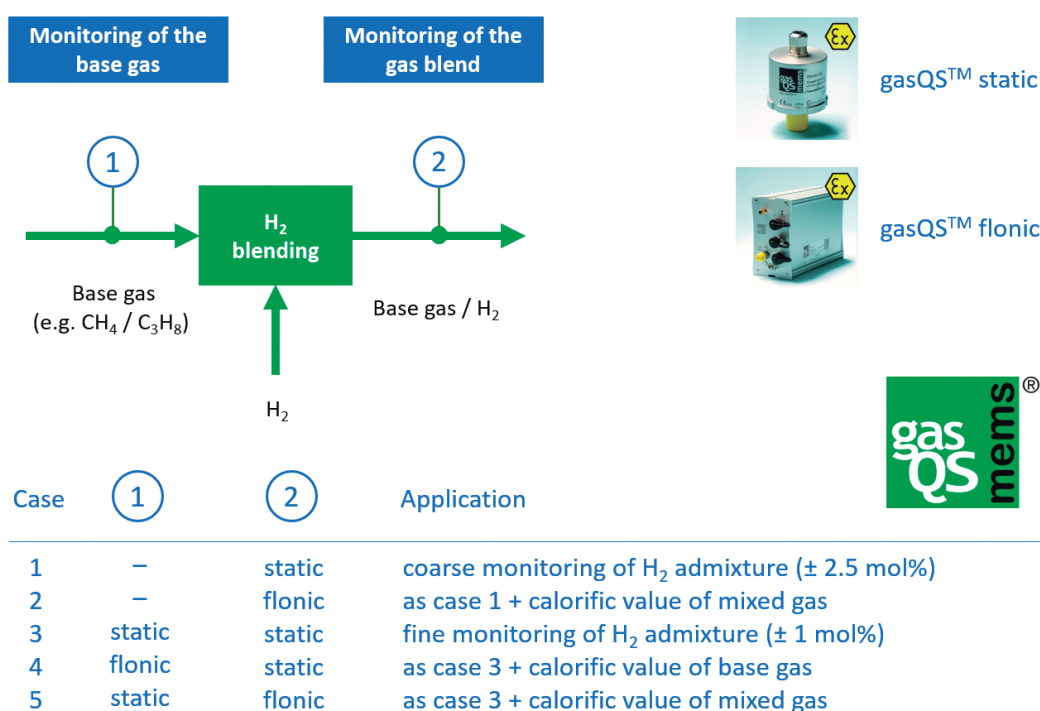 Monitoring of the
base gas
Monitoring of the
gas blend
gasQS™ static
1
2
gasQS™ flonic
H₂
blending
Base gas
(e.g. CH₄ / C₃H₈)
Base gas / H₂
H₂
gas
QS
mems
®
Case 1 2 Application
1 – static coarse monitoring of H₂ admixture (± 2.5 mol%)
2 – flonic as case 1 + calorific value of mixed gas
3 static static fine monitoring of H₂ admixture (± 1 mol%)
4 flonic static as case 3 + calorific value of base gas
5 static flonic as case 3 + calorific value of mixed gas